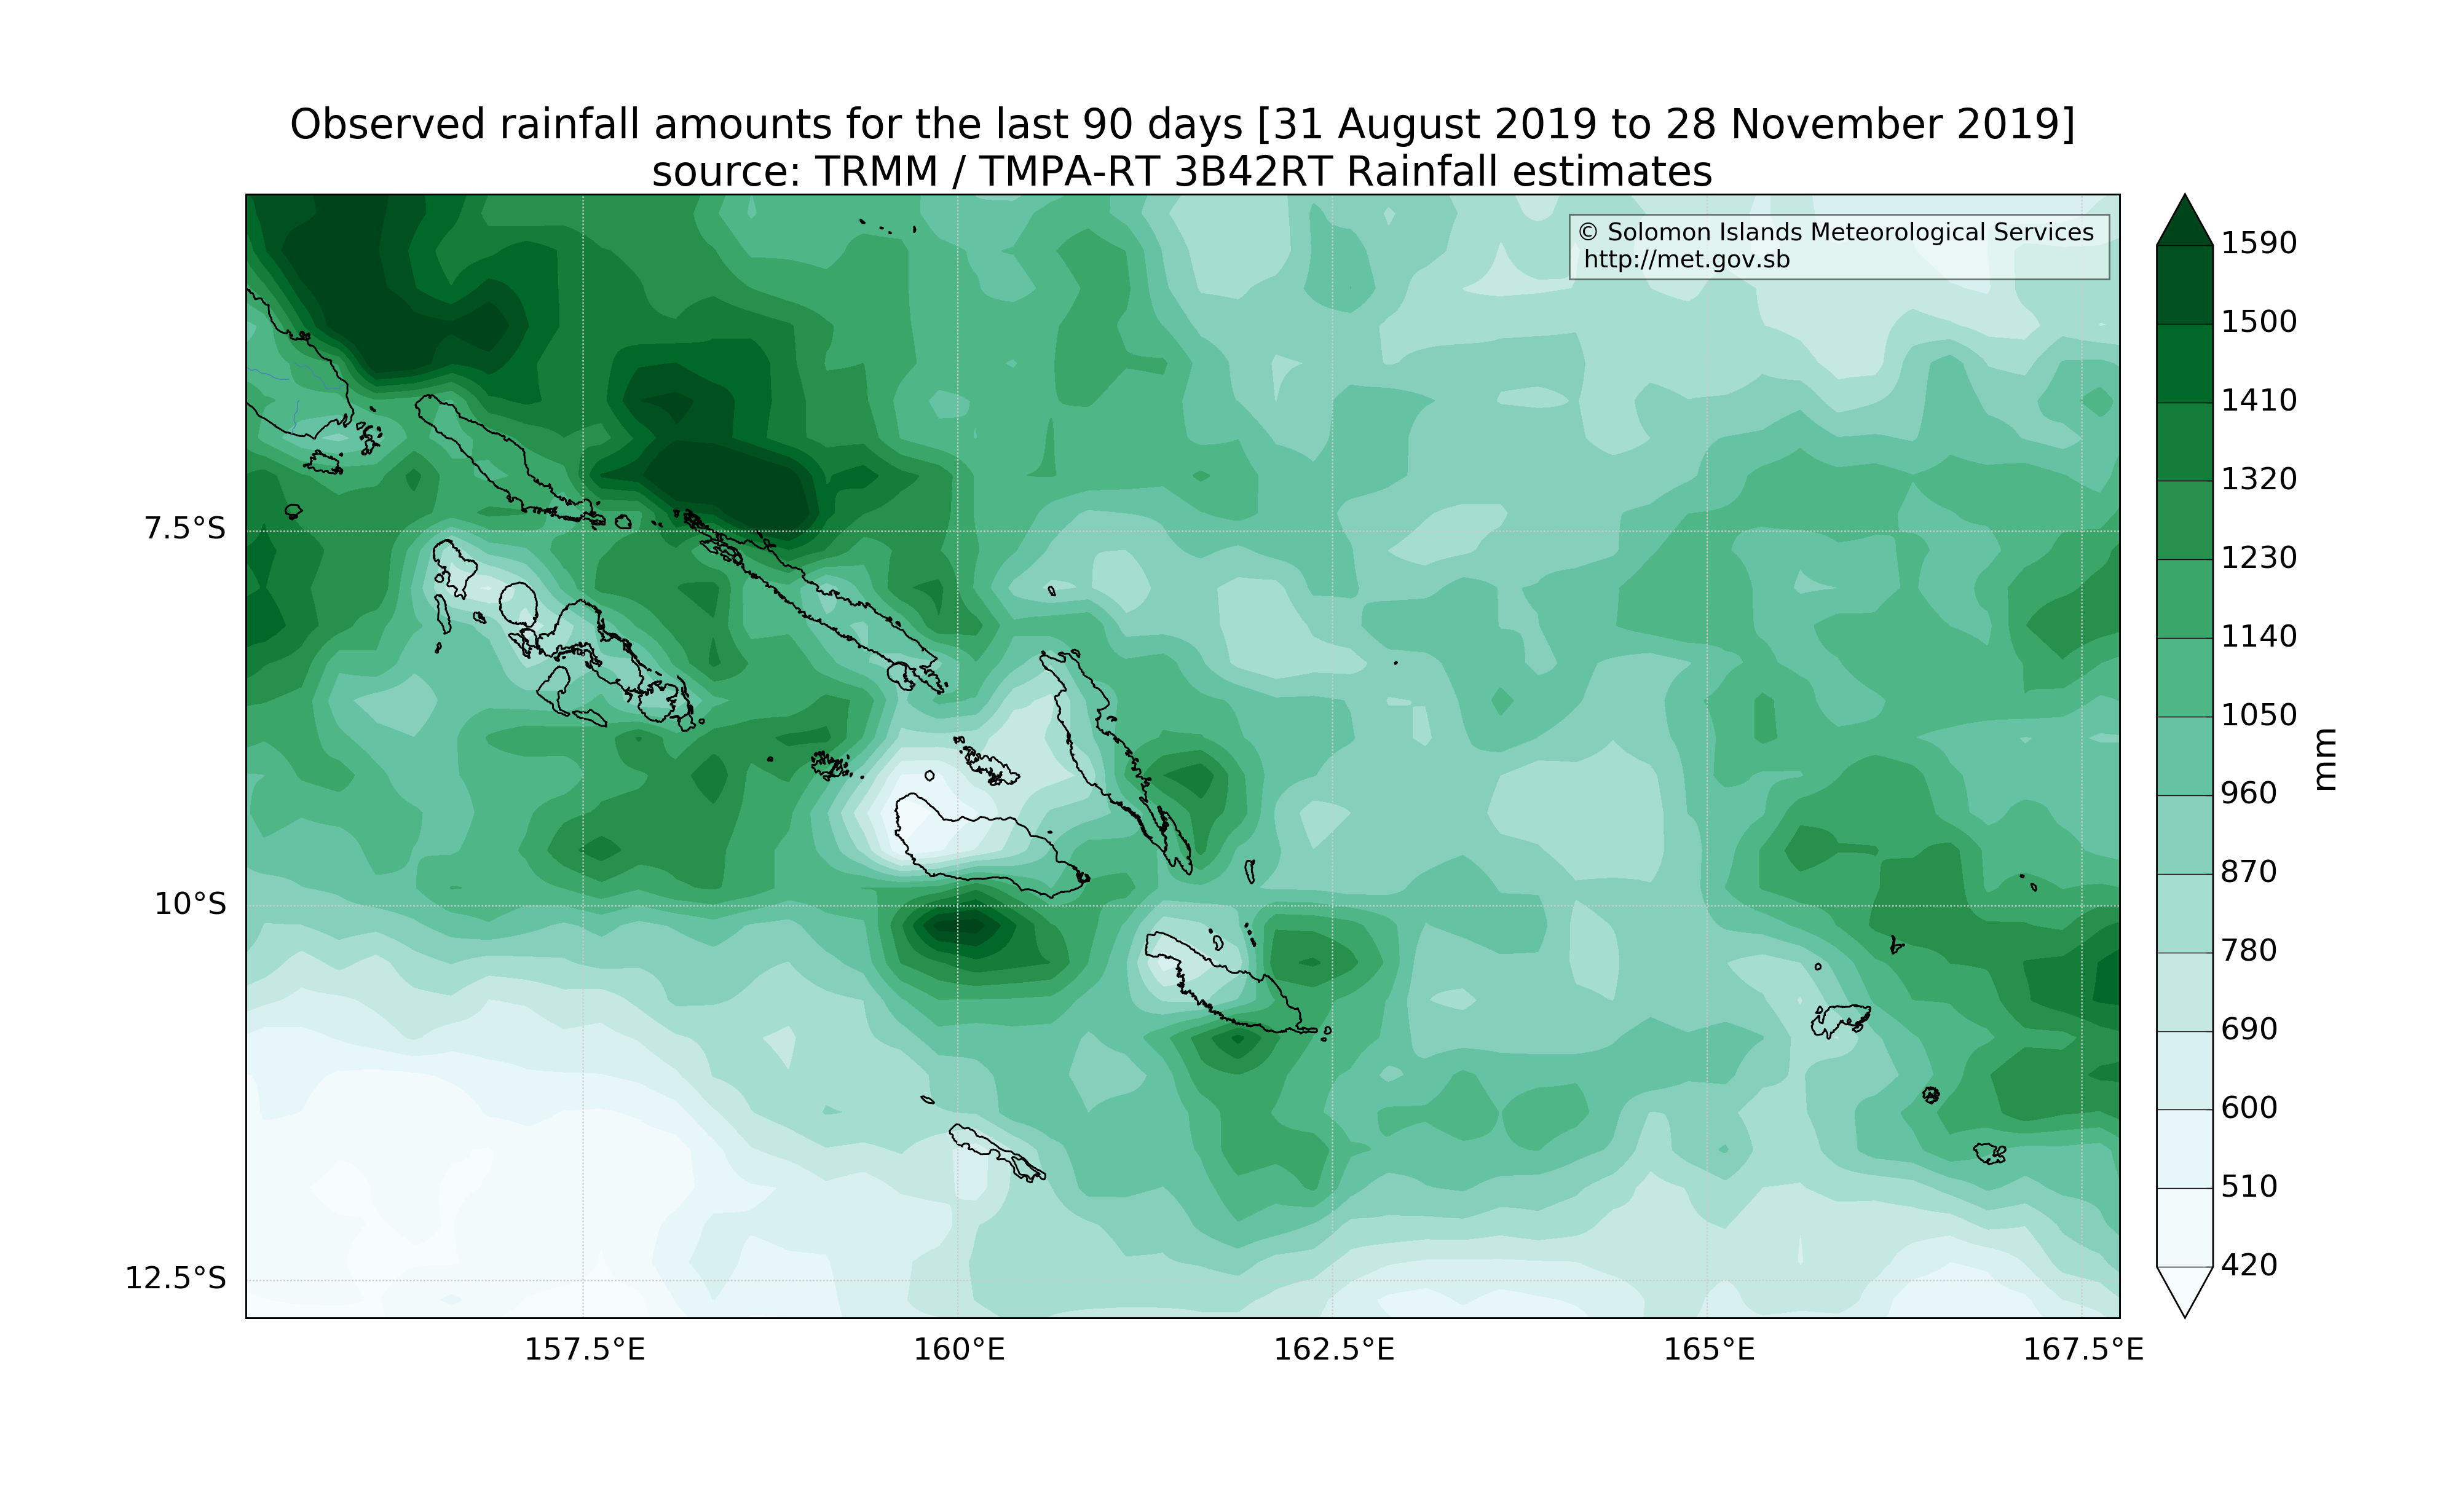 Observed rainfall amounts for the last 90 days [31 August 2019 to 28 November 2019]
source: TRMM / TMPA-RT 3B42RT Rainfall estimates
© Solomon Islands Meteorological Services
http://met.gov.sb
7.5°S
10°S
12.5°S
157.5°E
160°E
162.5°E
165°E
167.5°E
1590
1500
1410
1320
1230
1140
1050
960
870
780
690
600
510
420
mm